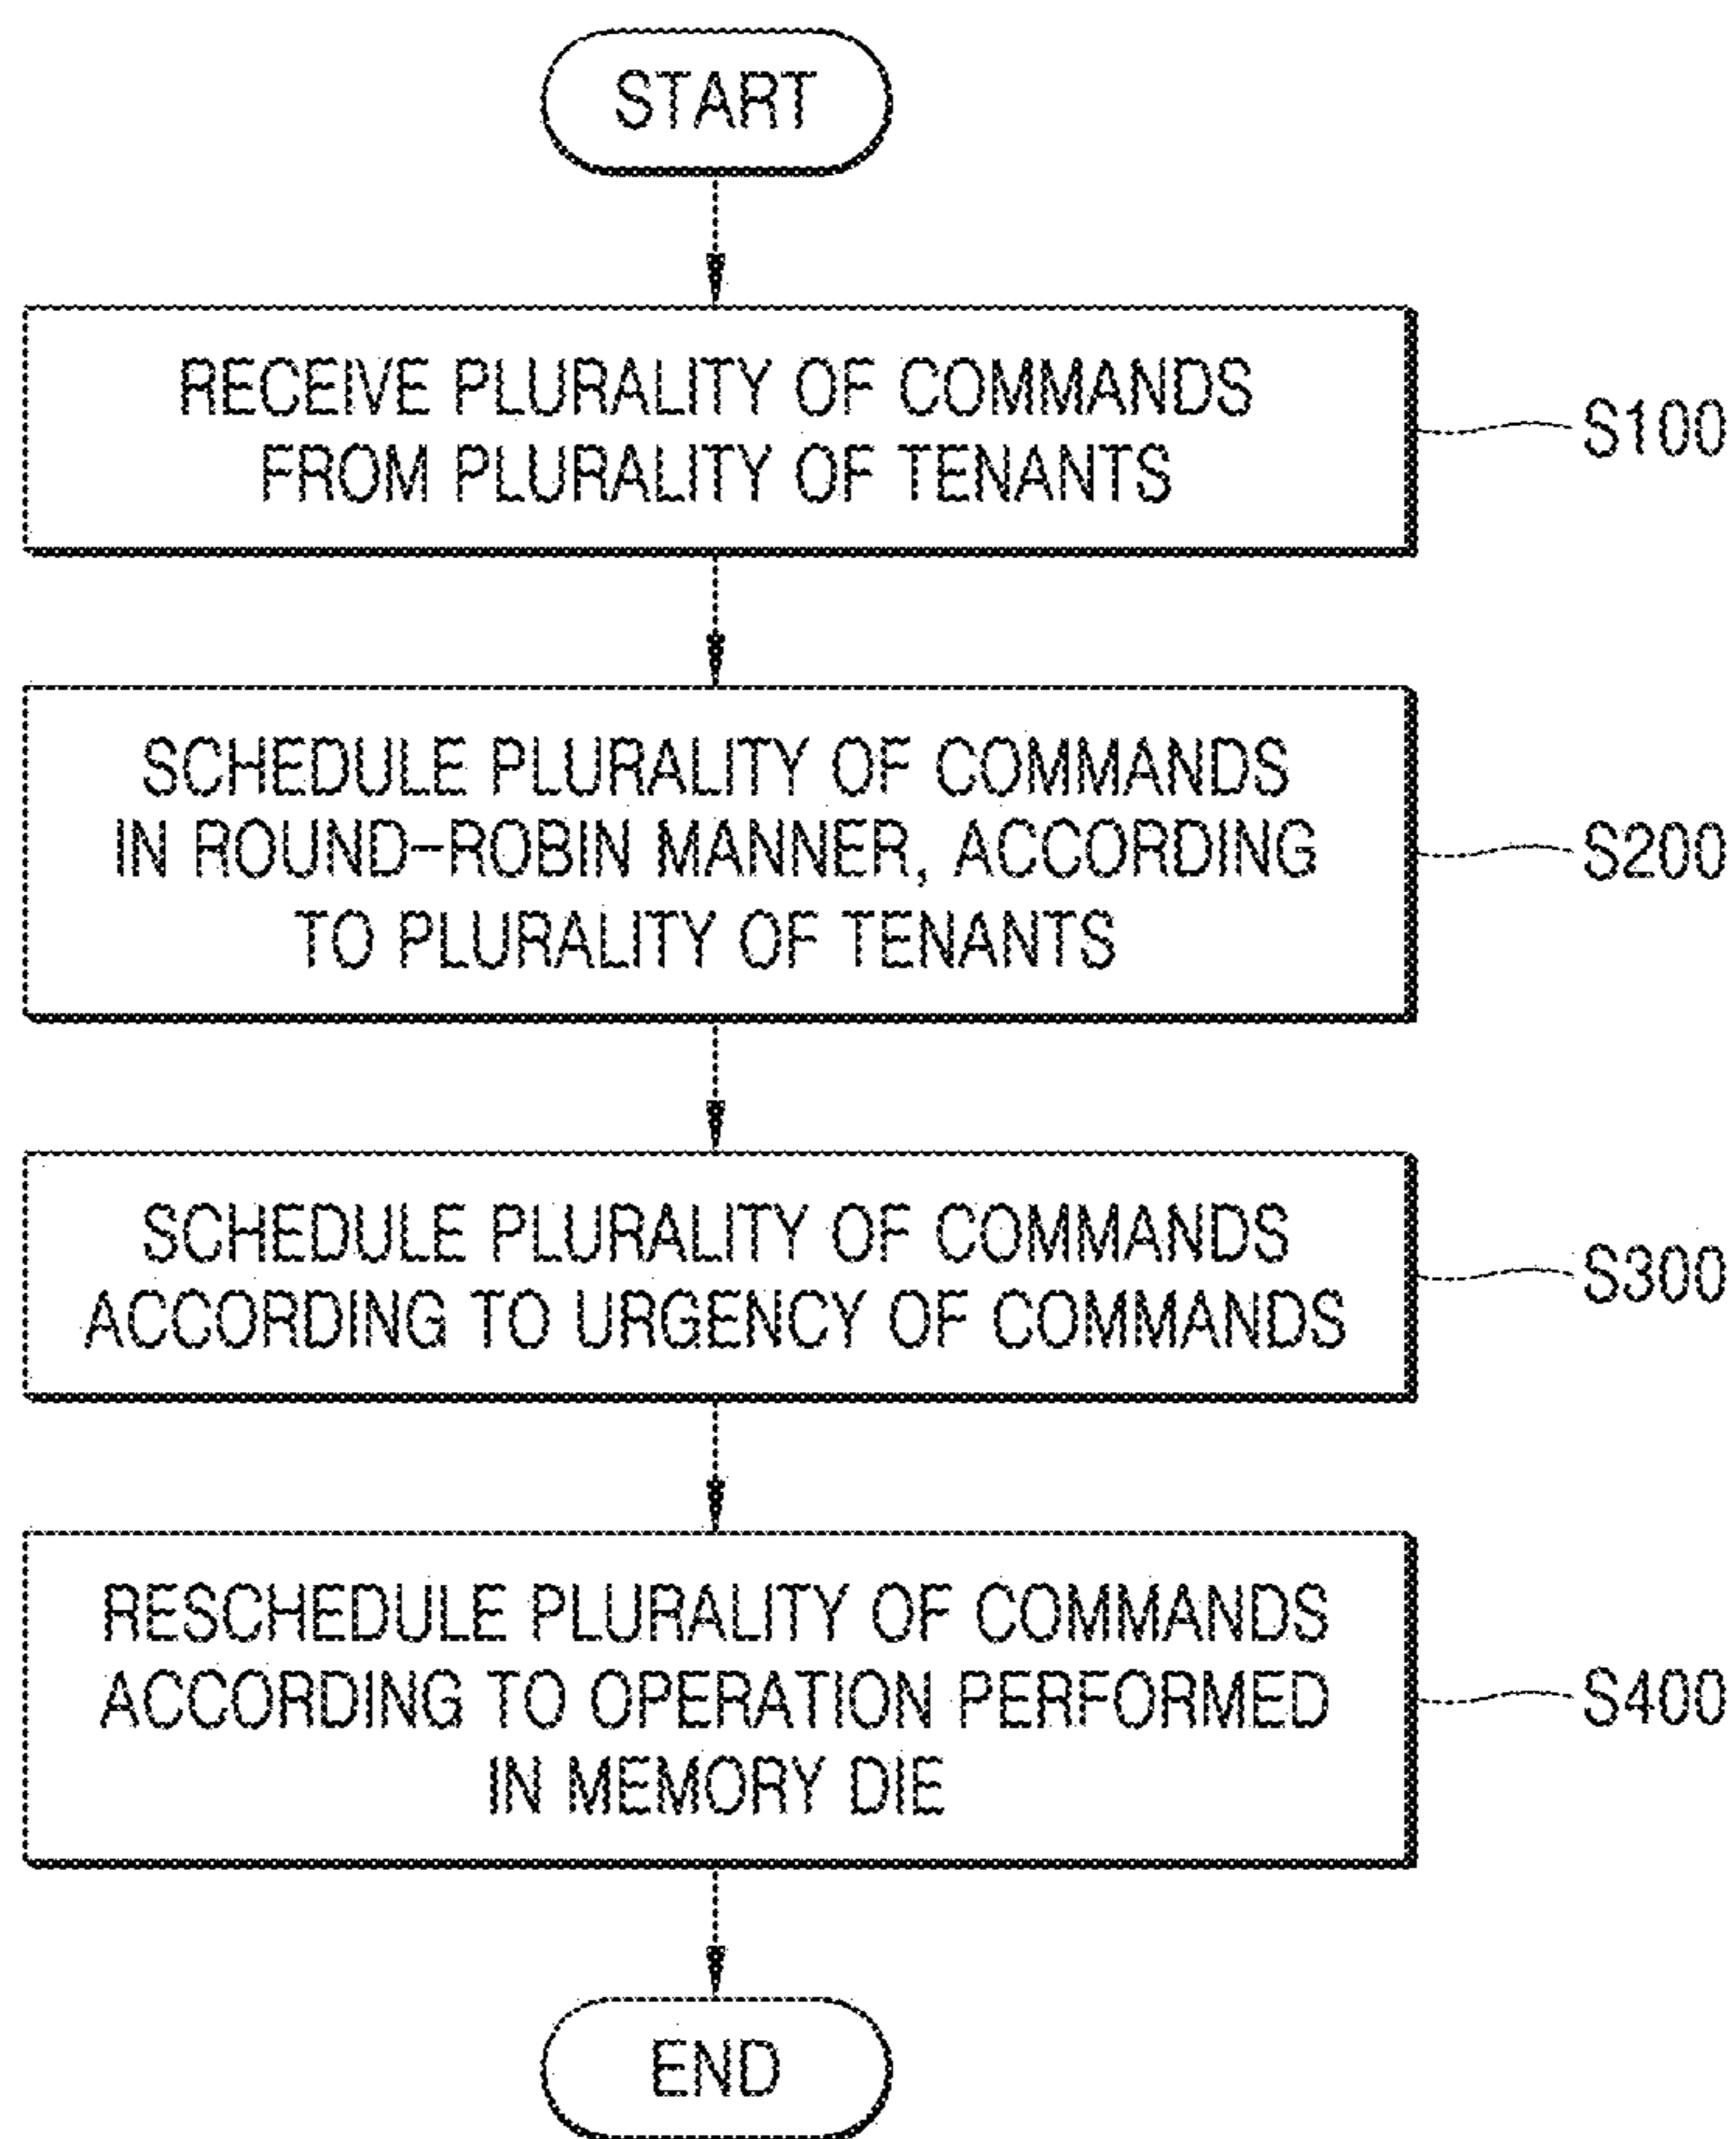 START
RECEIVE PLURALITY OF COMMANDS
FROM PLURALITY OF TENANTS
S100
SCHEDULE PLURALITY OF COMMANDS
IN ROUND-ROBIN MANNER, ACCORDING
TO PLURALITY OF TENANTS
S200
SCHEDULE PLURALITY OF COMMANDS
ACCORDING TO URGENCY OF COMMANDS
S300
RESCHEDULE PLURALITY OF COMMANDS
ACCORDING TO OPERATION PERFORMED
IN MEMORY DIE
S400
END